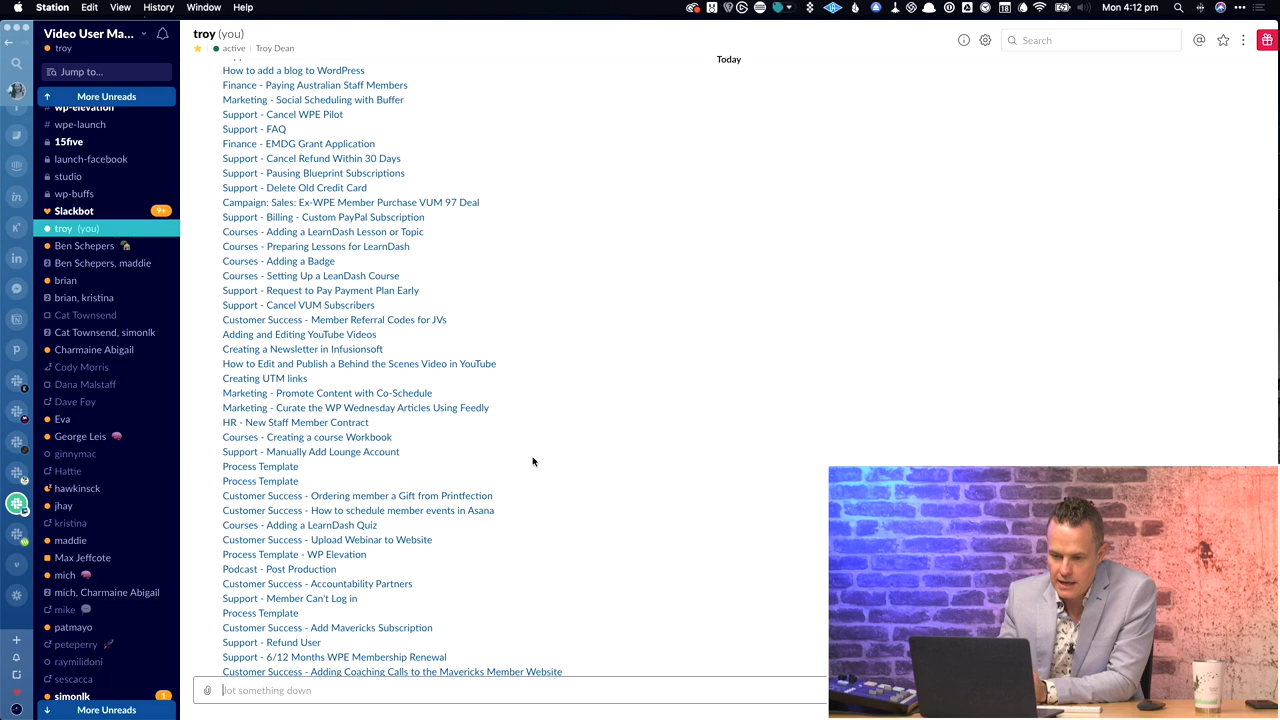 Slack
File
Edit
View
History
Window
Help
Wed 4:12 pm
Video User Ma...
troy
Jump to...
More Unreads
# wp-elevation
# wpe-launch
15five
launch-facebook
studio
wp-buffs
Slackbot 9+
troy (you)
Ben Schepers
Ben Schepers, maddie
brian
brian, kristina
Cat Townsend
Cat Townsend, simonlk
Charmaine Abigail
Cody Morris
Dana Malstaff
Dave Foy
Eva
George Leis
ginnymac
Hattie
hawkinsck
jhay
kristina
maddie
Max Jeffcote
mich
mich, Charmaine Abigail
mike
patmayo
peteperry
raymilidoni
sescacca
simonlk 1
More Unreads
troy (you)
active Troy Dean
Search
Today
How to add a blog to WordPress
Finance - Paying Australian Staff Members
Marketing - Social Scheduling with Buffer
Support - Cancel WPE Pilot
Support - FAQ
Finance - EMDG Grant Application
Support - Cancel Refund Within 30 Days
Support - Pausing Blueprint Subscriptions
Support - Delete Old Credit Card
Campaign: Sales: Ex-WPE Member Purchase VUM 97 Deal
Support - Billing - Custom PayPal Subscription
Courses - Adding a LearnDash Lesson or Topic
Courses - Preparing Lessons for LearnDash
Courses - Adding a Badge
Courses - Setting Up a LeanDash Course
Support - Request to Pay Payment Plan Early
Support - Cancel VUM Subscribers
Customer Success - Member Referral Codes for JVs
Adding and Editing YouTube Videos
Creating a Newsletter in Infusionsoft
How to Edit and Publish a Behind the Scenes Video in YouTube
Creating UTM links
Marketing - Promote Content with Co-Schedule
Marketing - Curate the WP Wednesday Articles Using Feedly
HR - New Staff Member Contract
Courses - Creating a course Workbook
Support - Manually Add Lounge Account
Process Template
Process Template
Customer Success - Ordering member a Gift from Printfection
Customer Success - How to schedule member events in Asana
Courses - Adding a LearnDash Quiz
Customer Success - Upload Webinar to Website
Process Template - WP Elevation
Podcast - Post Production
Customer Success - Accountability Partners
Support - Member Can't Log in
Process Template
Customer Success - Add Mavericks Subscription
Support - Refund User
Support - 6/12 Months WPE Membership Renewal
Customer Success - Adding Coaching Calls to the Mavericks Member Website
Jot something down